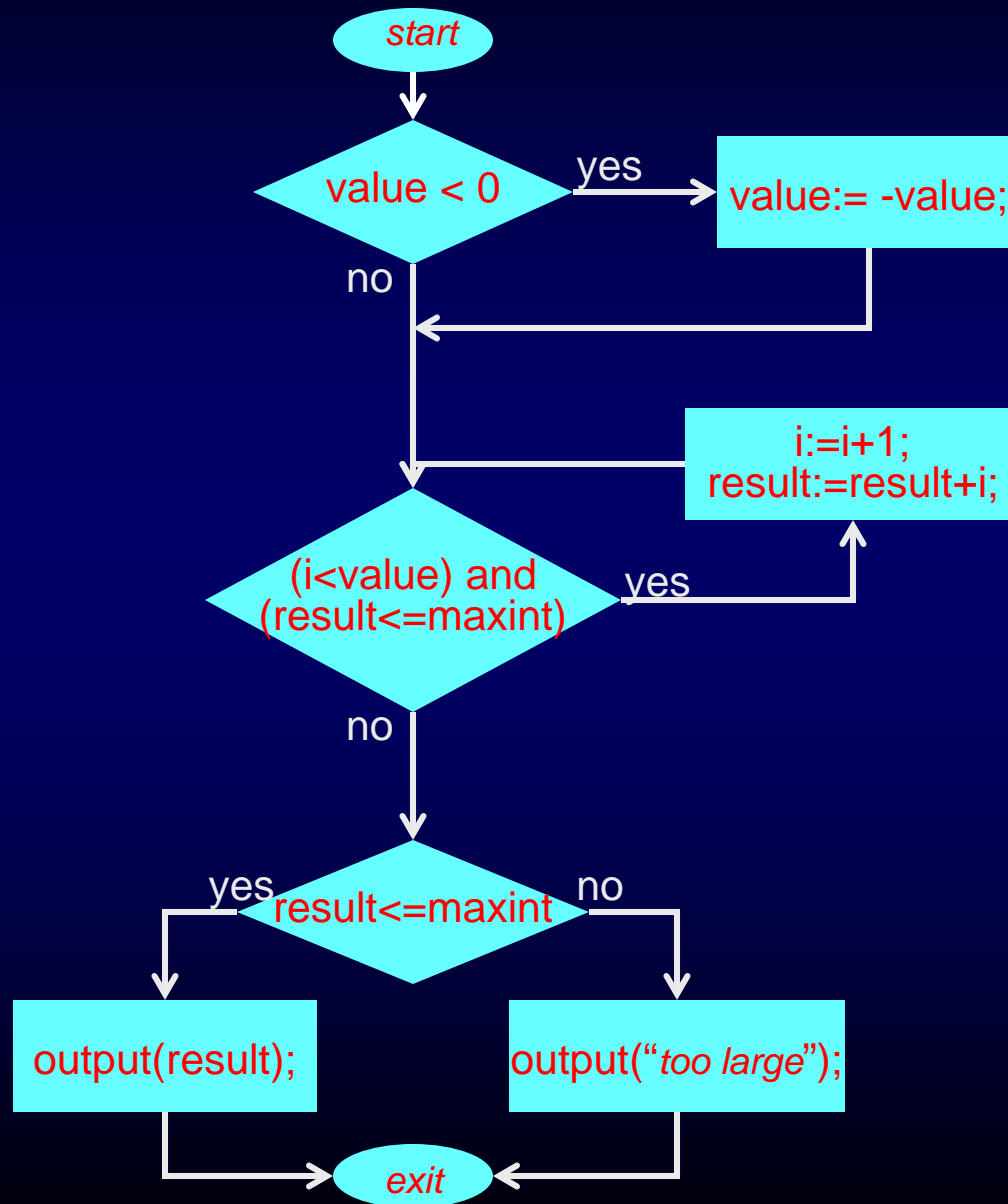 start
value < 0
yes
value:= -value;
no
i:=i+1;
result:=result+i;
(i<value) and
(result<=maxint)
yes
no
result<=maxint
yes
no
output(result);
output(“too large”);
exit